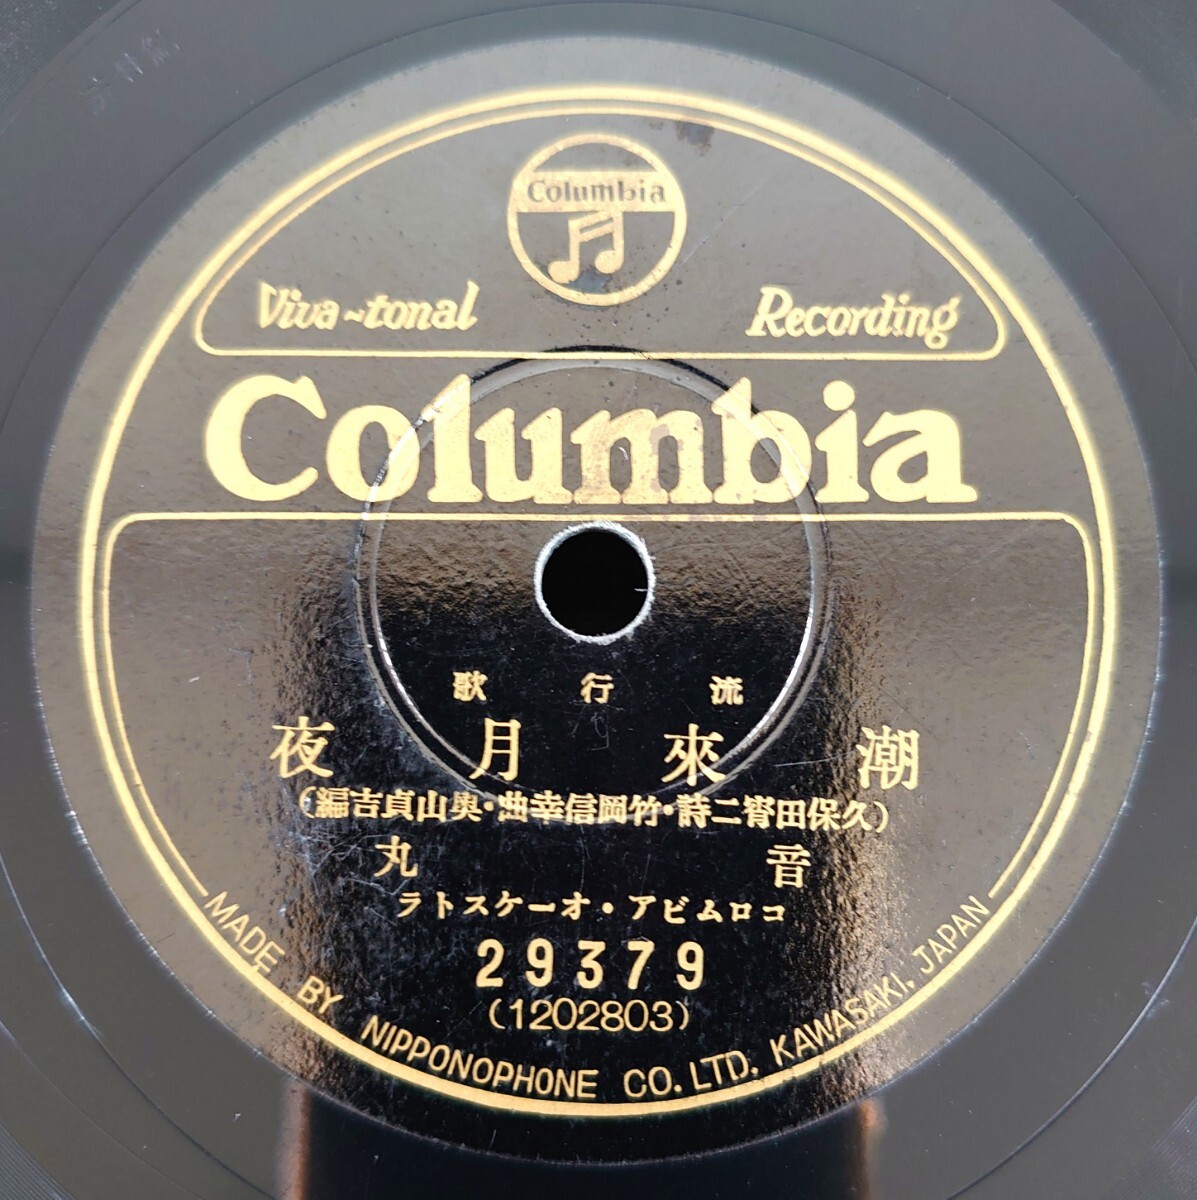 Columbia
Viva-tonal Recording
Columbia
流行歌
潮來月夜
(久保田宵二詩・竹岡信幸曲・奥山貞吉編)
音丸
コロムビア・オーケストラ
29379
(1202803)
MADE BY NIPPONOPHONE CO. LTD. KAWASAKI, JAPAN